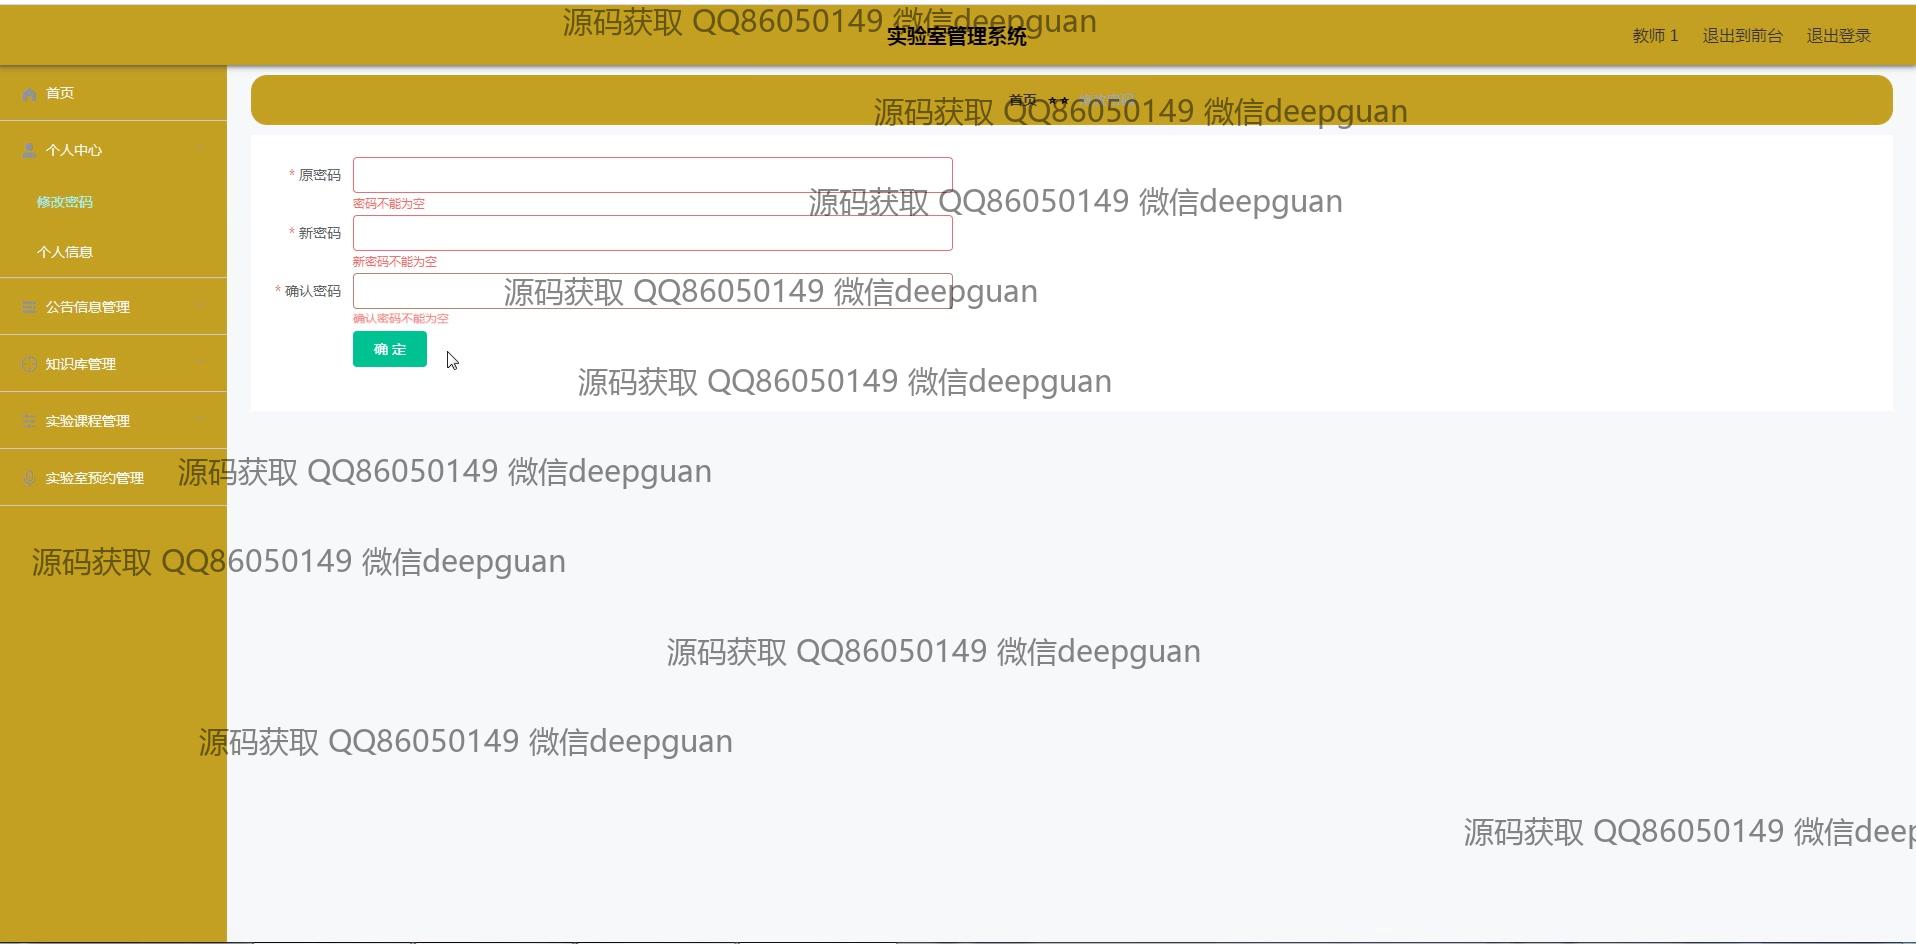 源码获取 QQ86050149 微信deepguan
实验室管理系统
教师 1 退出到前台 退出登录
首页
首页 ★★ 修改密码
源码获取 QQ86050149 微信deepguan
个人中心
* 原密码
密码不能为空
修改密码
源码获取 QQ86050149 微信deepguan
* 新密码
个人信息
新密码不能为空
* 确认密码
源码获取 QQ86050149 微信deepguan
公告信息管理
确认密码不能为空
确 定
知识库管理
源码获取 QQ86050149 微信deepguan
实验课程管理
实验室预约管理
源码获取 QQ86050149 微信deepguan
源码获取 QQ86050149 微信deepguan
源码获取 QQ86050149 微信deepguan
源码获取 QQ86050149 微信deepguan
源码获取 QQ86050149 微信deep